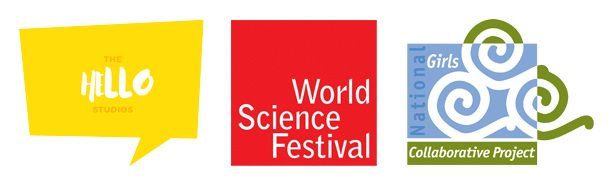 THE
HELLO
STUDIOS
World
Science
Festival
National
Girls
Collaborative Project